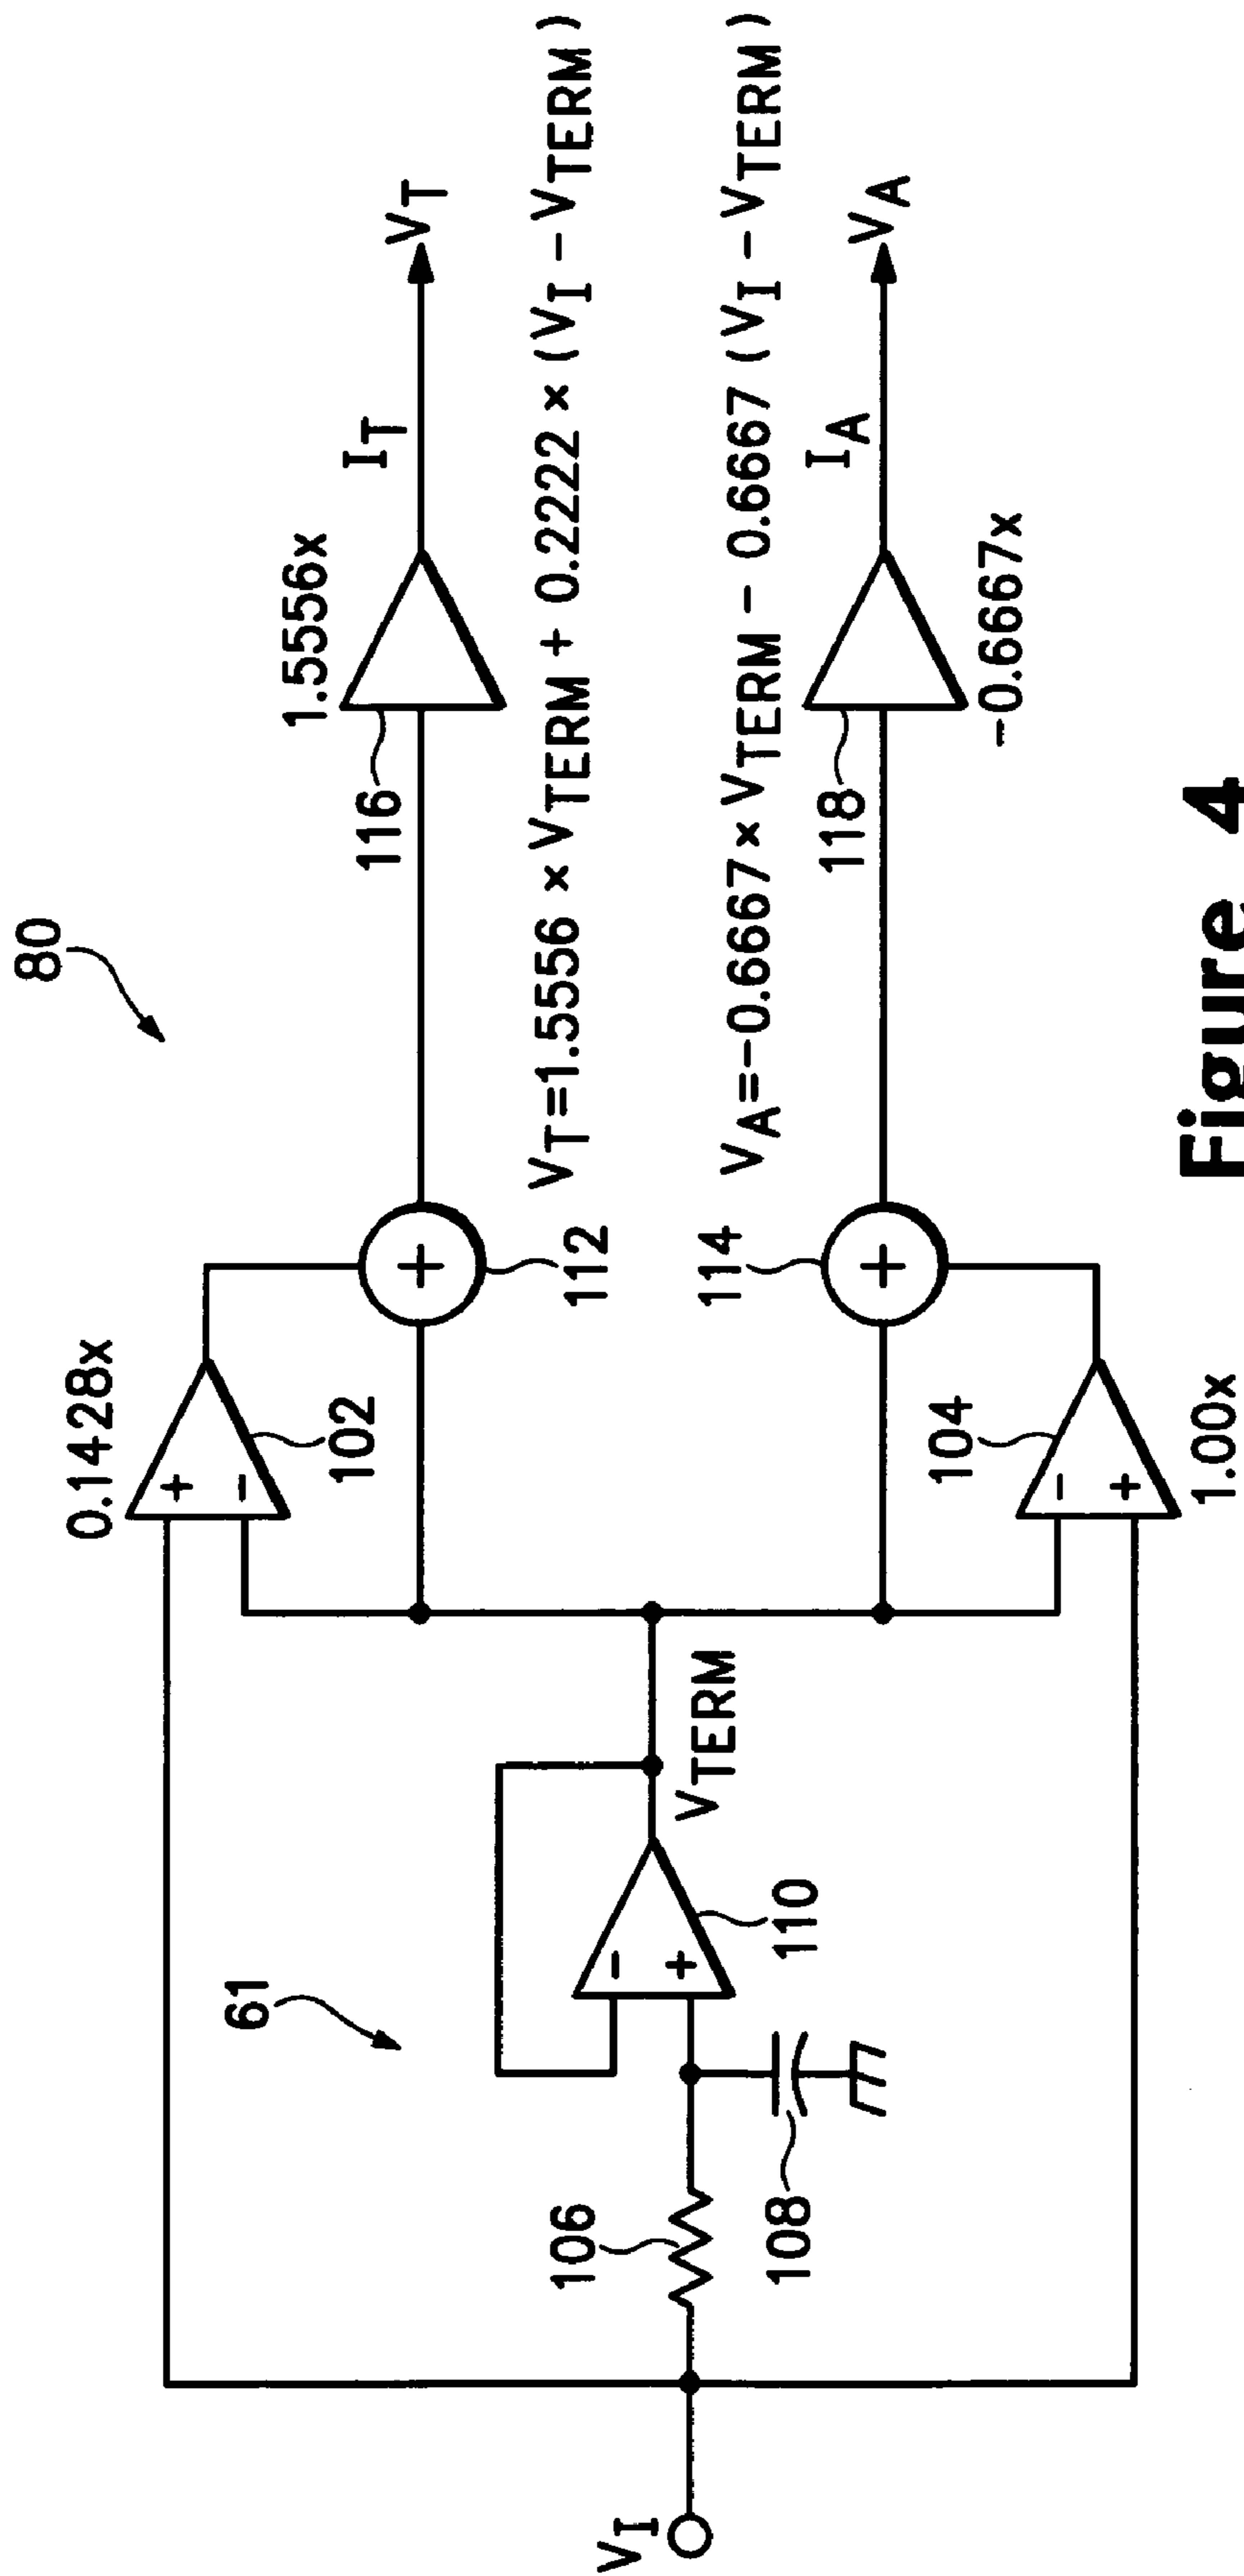 80
0.1428x
+
−
102
1.5556x
116
I_T
V_T
+
112
V_T=1.5556 × V_TERM + 0.2222 × (V_I − V_TERM)
61
−
+
110
V_TERM
V_I
106
108
V_A=−0.6667 × V_TERM − 0.6667 (V_I − V_TERM)
114
+
118
I_A
V_A
−0.6667x
104
−
+
1.00x
Figure 4